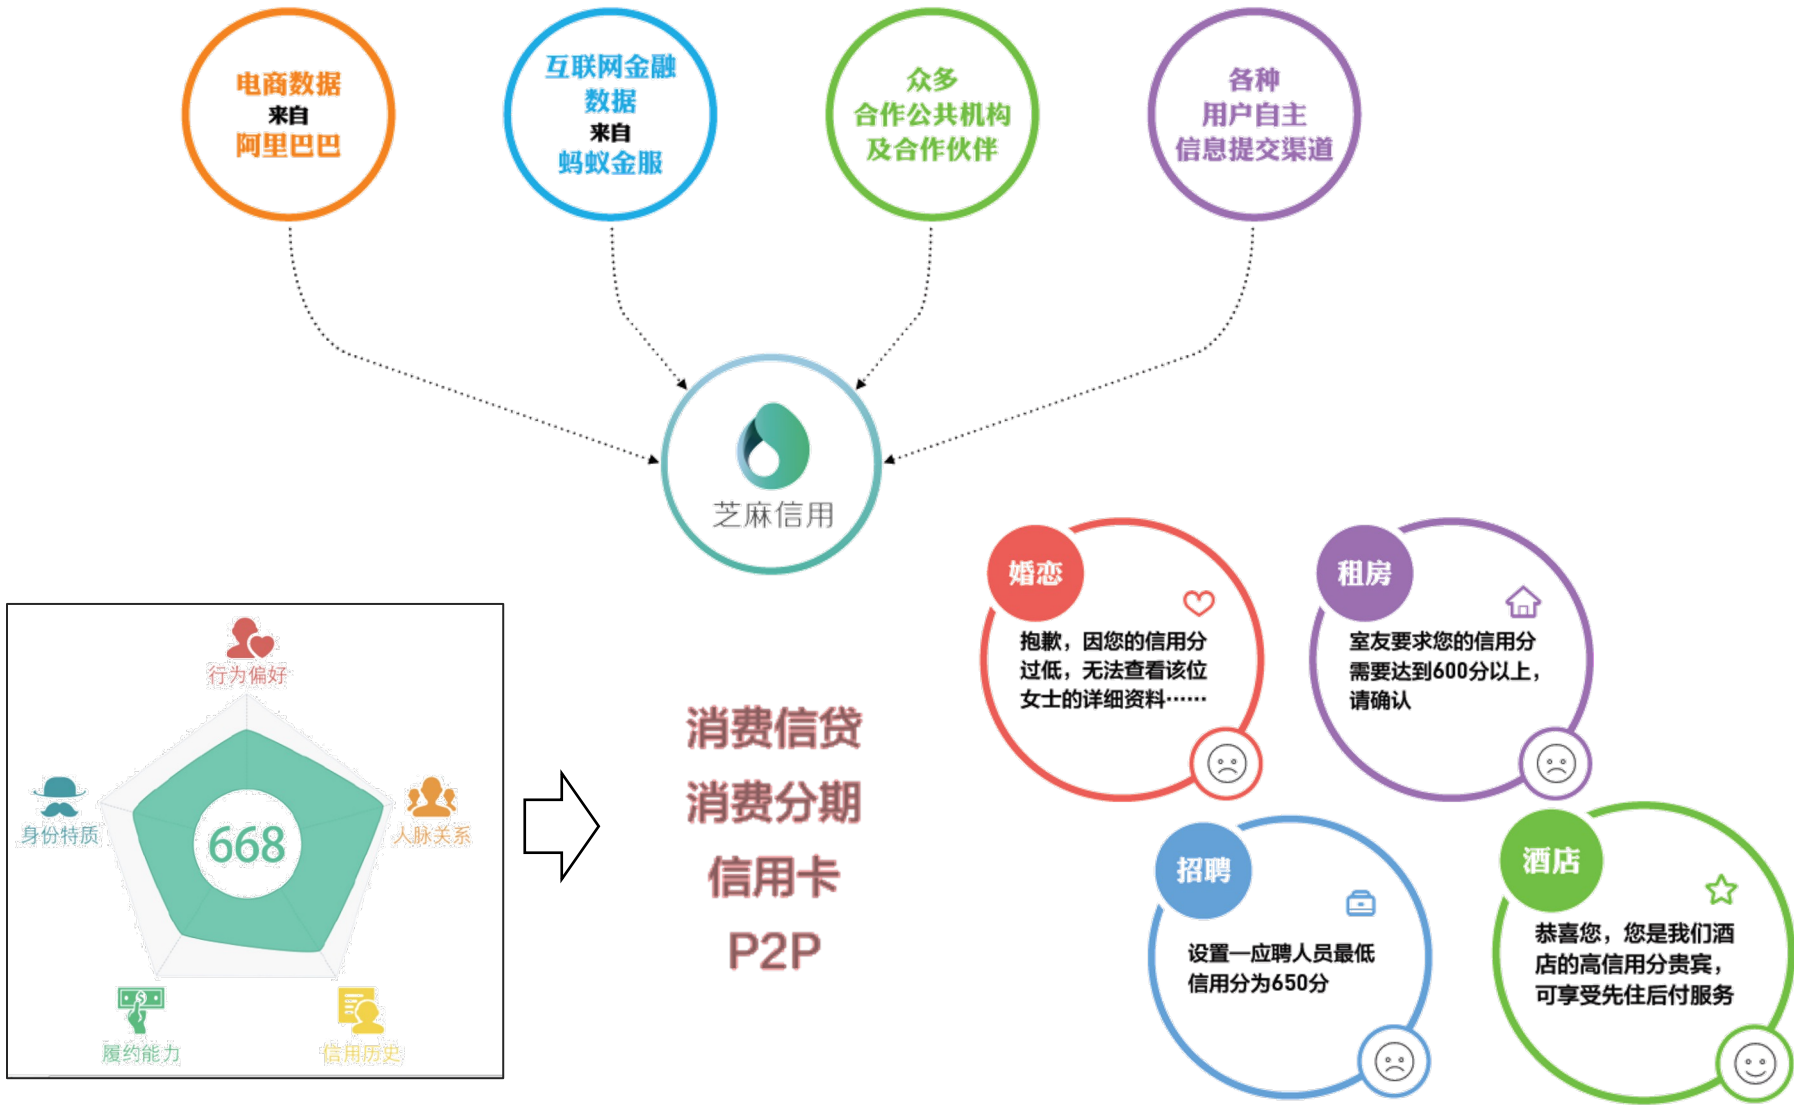 电商数据
来自
阿里巴巴
互联网金融
数据
来自
蚂蚁金服
众多
合作公共机构
及合作伙伴
各种
用户自主
信息提交渠道
芝麻信用
行为偏好
身份特质
668
人脉关系
履约能力
信用历史
消费信贷
消费分期
信用卡
P2P
婚恋
抱歉，因您的信用分
过低，无法查看该位
女士的详细资料……
租房
室友要求您的信用分
需要达到600分以上，
请确认
招聘
设置一应聘人员最低
信用分为650分
酒店
恭喜您，您是我们酒
店的高信用分贵宾，
可享受先住后付服务